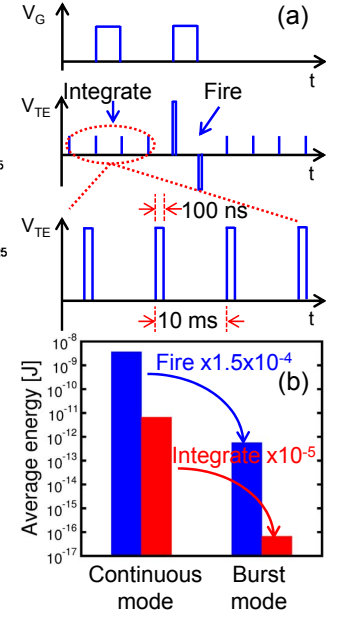 (a)
V_G
t
Integrate
Fire
V_TE
t
5
100 ns
V_TE
5
10 ms
t
(b)
Average energy [J]
10^-8
10^-9
10^-10
10^-11
10^-12
10^-13
10^-14
10^-15
10^-16
10^-17
Fire x1.5x10^-4
Integrate x10^-5
Continuous mode
Burst mode